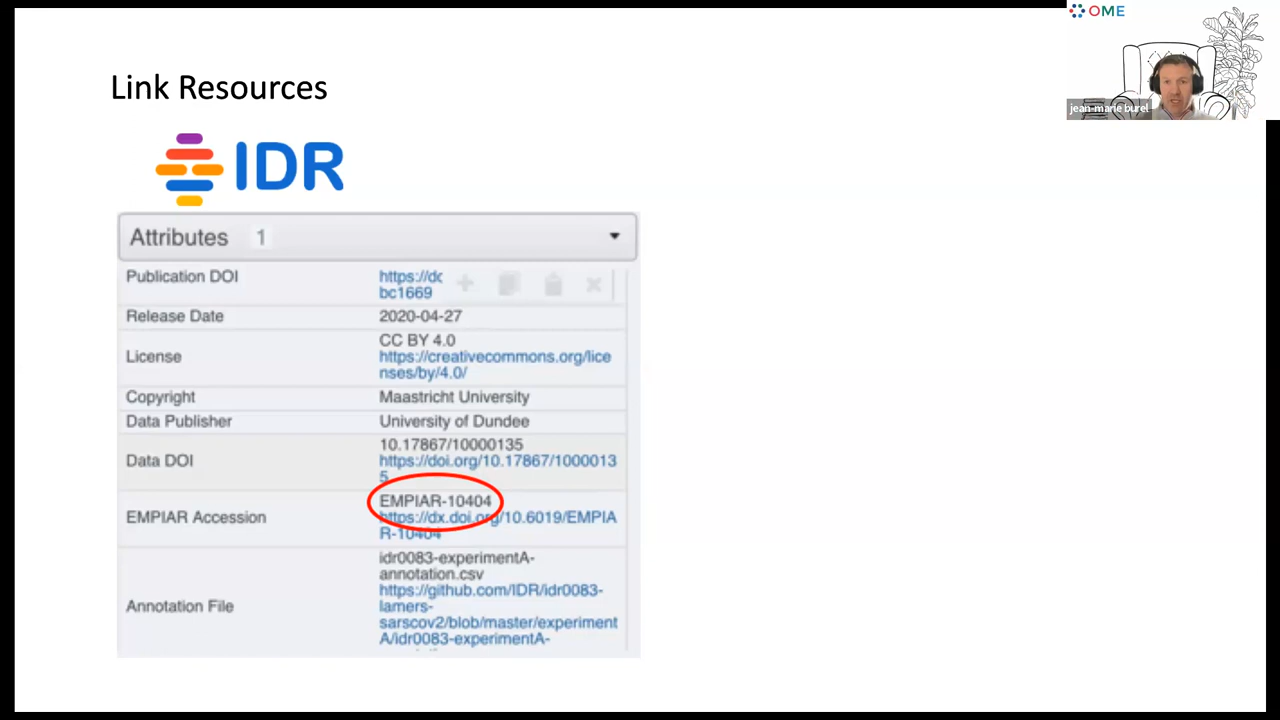 OME
jean-marie burel
Link Resources
IDR
Attributes 1
Publication DOI
https://dc
bc1669
Release Date
2020-04-27
License
CC BY 4.0
https://creativecommons.org/lice
nses/by/4.0/
Copyright
Maastricht University
Data Publisher
University of Dundee
Data DOI
10.17867/10000135
https://doi.org/10.17867/1000013
5
EMPIAR Accession
EMPIAR-10404
https://dx.doi.org/10.6019/EMPIA
R-10404
Annotation File
idr0083-experimentA-
annotation.csv
https://github.com/IDR/idr0083-
lamers-
sarscov2/blob/master/experiment
A/idr0083-experimentA-